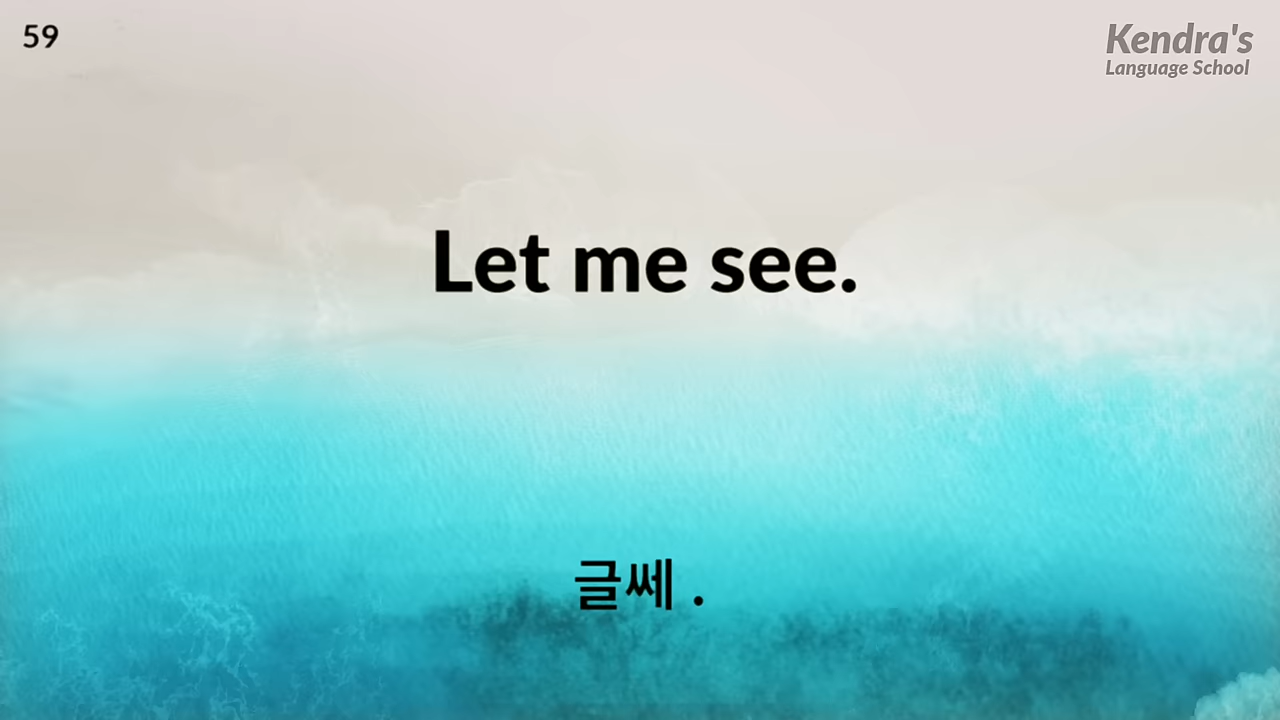 59
Kendra's
Language School
Let me see.
글쎄 .